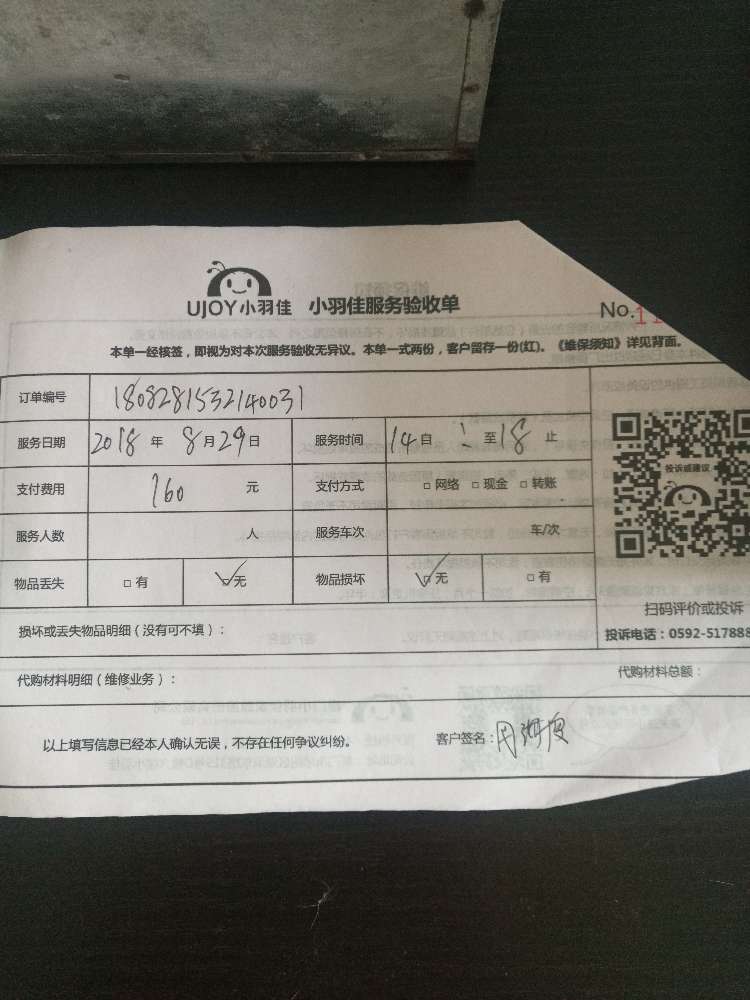 UJOY小羽佳 小羽佳服务验收单
No.11
本单一经核签，即视为对本次服务验收无异议。本单一式两份，客户留存一份(红)。《维保须知》详见背面。
订单编号 1808281532140031
服务日期 2018 年 8 月 29 日 服务时间 14 自 : 至 18 止
支付费用 160 元 支付方式 □ 网络 □ 现金 □ 转账
服务人数 人 服务车次 车/次
物品丢失 □ 有 ☑ 无 物品损坏 ☑ 无 □ 有
投诉或建议
扫码评价或投诉
损坏或丢失物品明细（没有可不填）： 投诉电话：0592-517888
代购材料明细（维修业务）： 代购材料总额：
以上填写信息已经本人确认无误，不存在任何争议纠纷。 客户签名：周